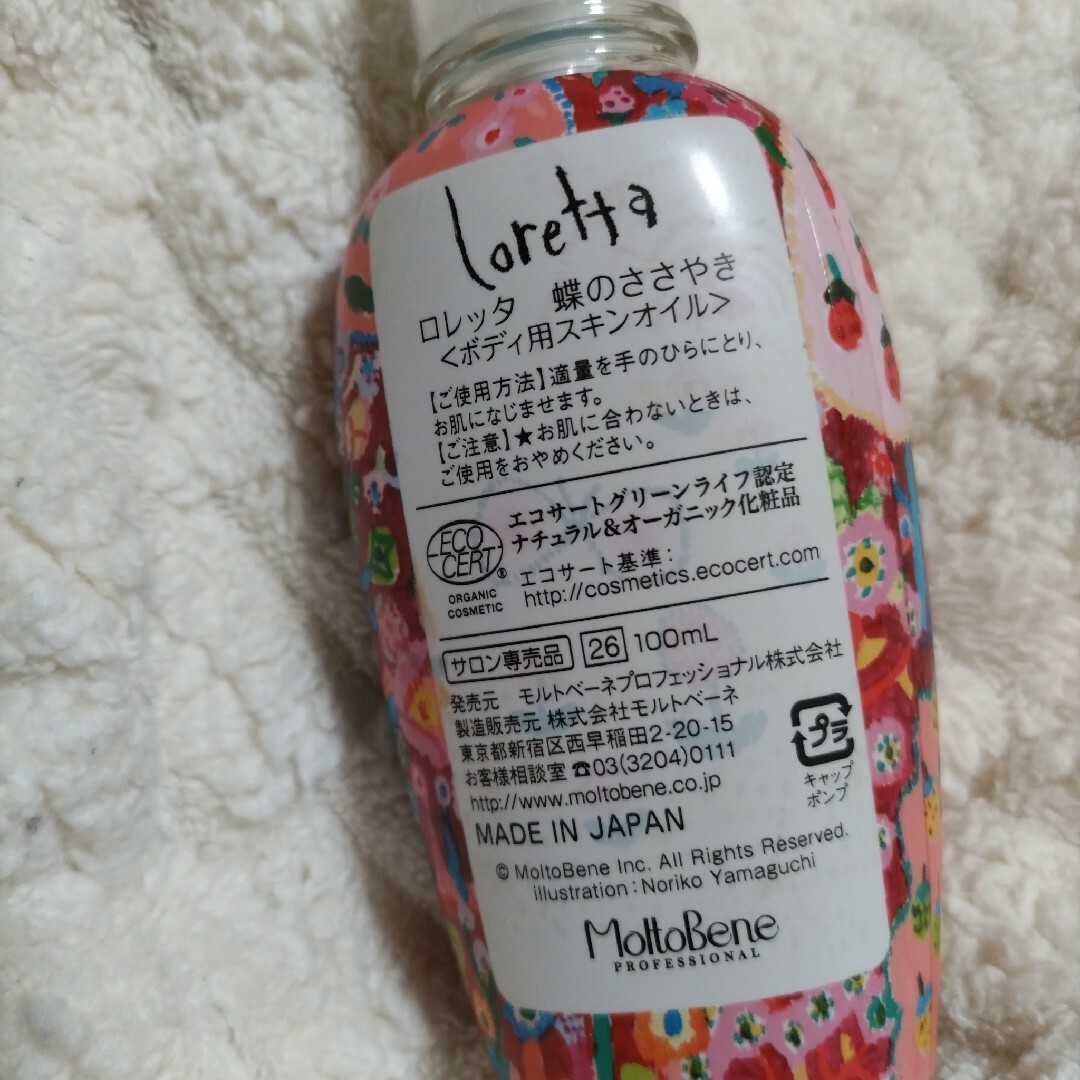 loretta
ロレッタ 蝶のささやき
<ボディ用スキンオイル>
【ご使用方法】適量を手のひらにとり、
お肌になじませます。
【ご注意】★お肌に合わないときは、
ご使用をおやめください。
ECO
CERT®
ORGANIC
COSMETIC
エコサートグリーンライフ認定
ナチュラル&オーガニック化粧品
エコサート基準:
http://cosmetics.ecocert.com
サロン専売品 26 100mL
発売元 モルトベーネプロフェッショナル株式会社
製造販売元 株式会社モルトベーネ
東京都新宿区西早稲田2-20-15
お客様相談室☎03(3204)0111
http://www.moltobene.co.jp
プラ
キャップ
ポンプ
MADE IN JAPAN
© MoltoBene Inc. All Rights Reserved.
illustration:Noriko Yamaguchi
MoltoBene
PROFESSIONAL